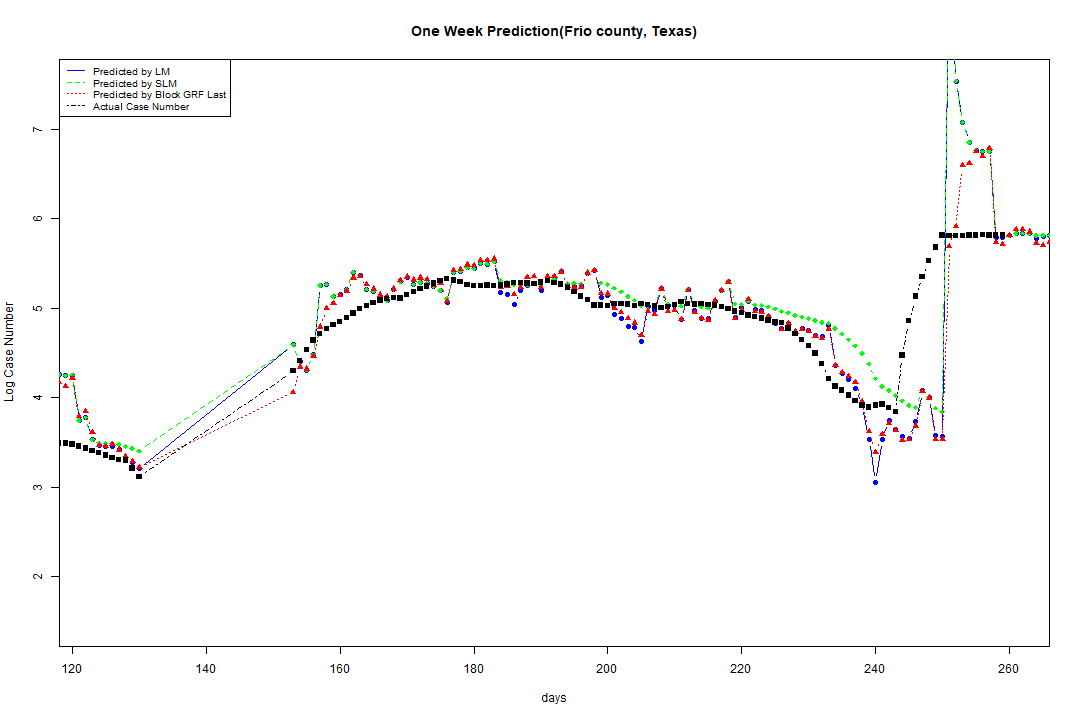 One Week Prediction(Frio county, Texas)
Predicted by LM
Predicted by SLM
Predicted by Block GRF Last
Actual Case Number
Log Case Number
7
6
5
4
3
2
120 140 160 180 200 220 240 260
days